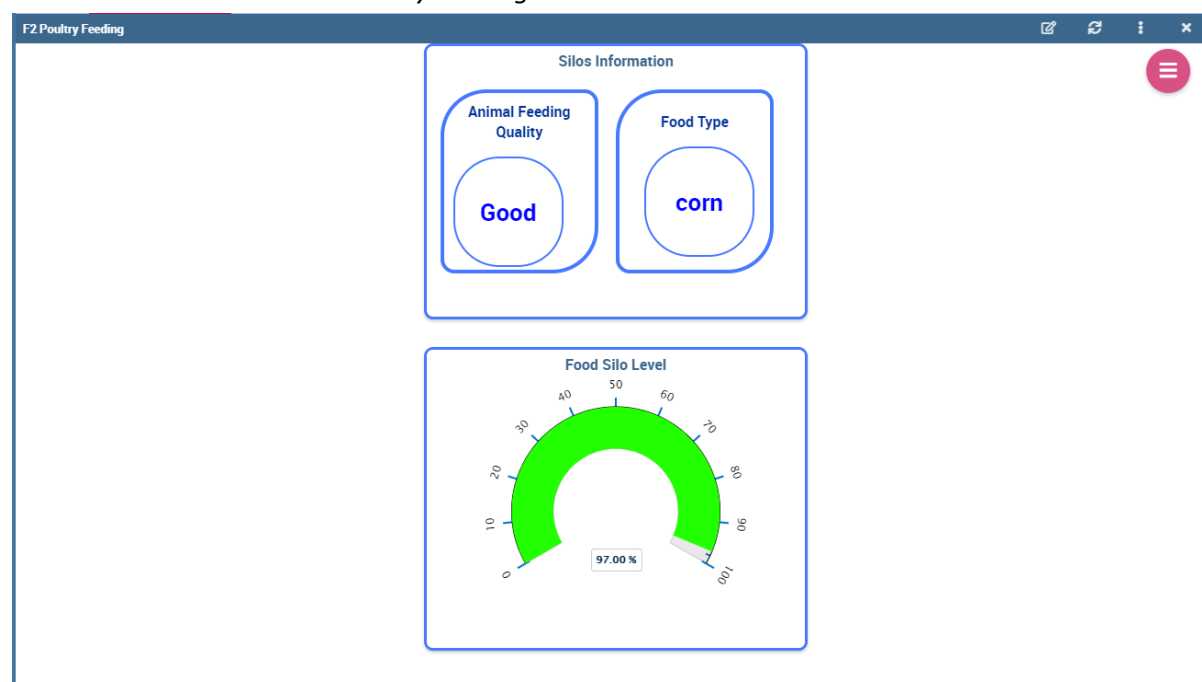 F2 Poultry Feeding
Silos Information
Animal Feeding
Quality
Good
Food Type
corn
Food Silo Level
0
10
20
30
40
50
60
70
80
90
100
97.00 %